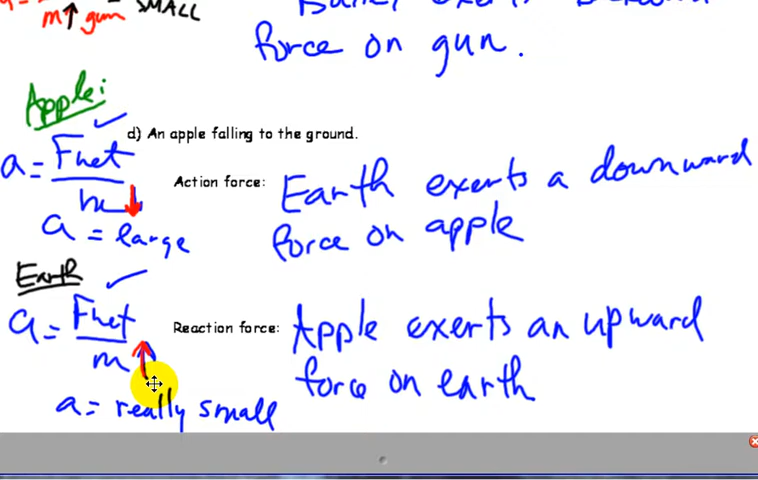 m↑ gun SMALL
force on gun.
Apple:
d) An apple falling to the ground.
a = Fnet
m↓
Action force: Earth exerts a downward
a = large force on apple
Earth
a = Fnet
m↑
Reaction force: Apple exerts an upward
force on earth
a = really small